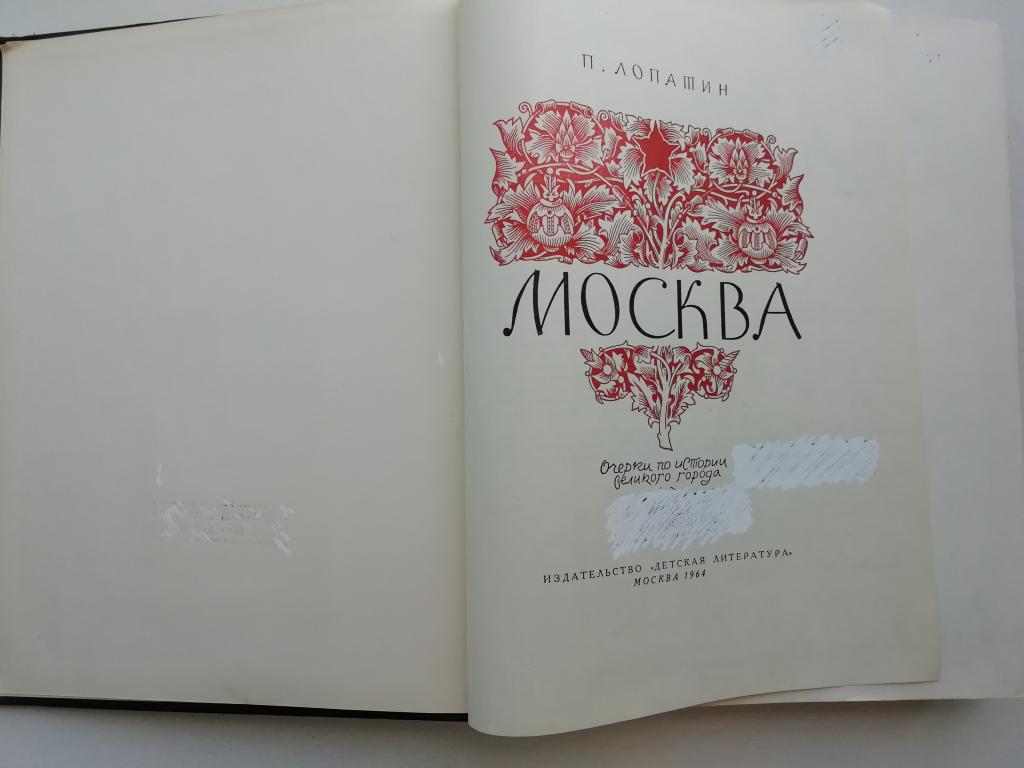 П. ЛОПАТИН
МОСКВА
Очерки по истории
великого города
ИЗДАТЕЛЬСТВО «ДЕТСКАЯ ЛИТЕРАТУРА»
МОСКВА 1964